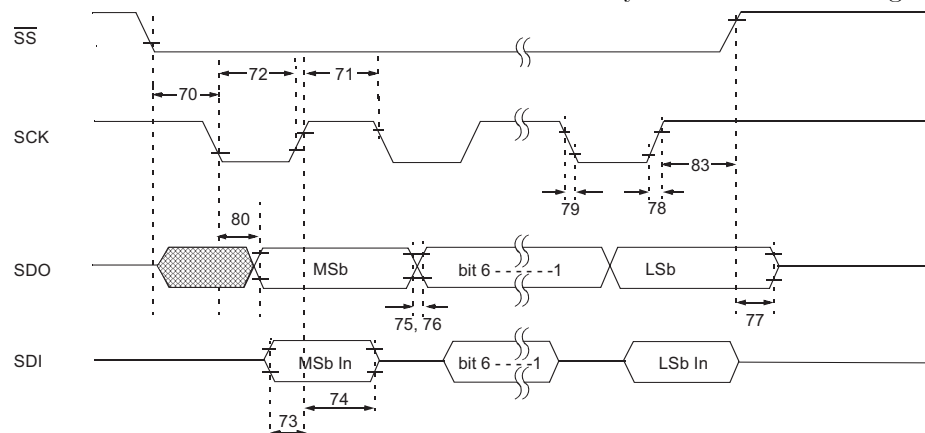 SS
72
71
70
SCK
83
79
78
80
SDO
MSb
bit 6 - - - - - - -1
LSb
75, 76
77
SDI
MSb In
bit 6 - - - - -1
LSb In
74
73